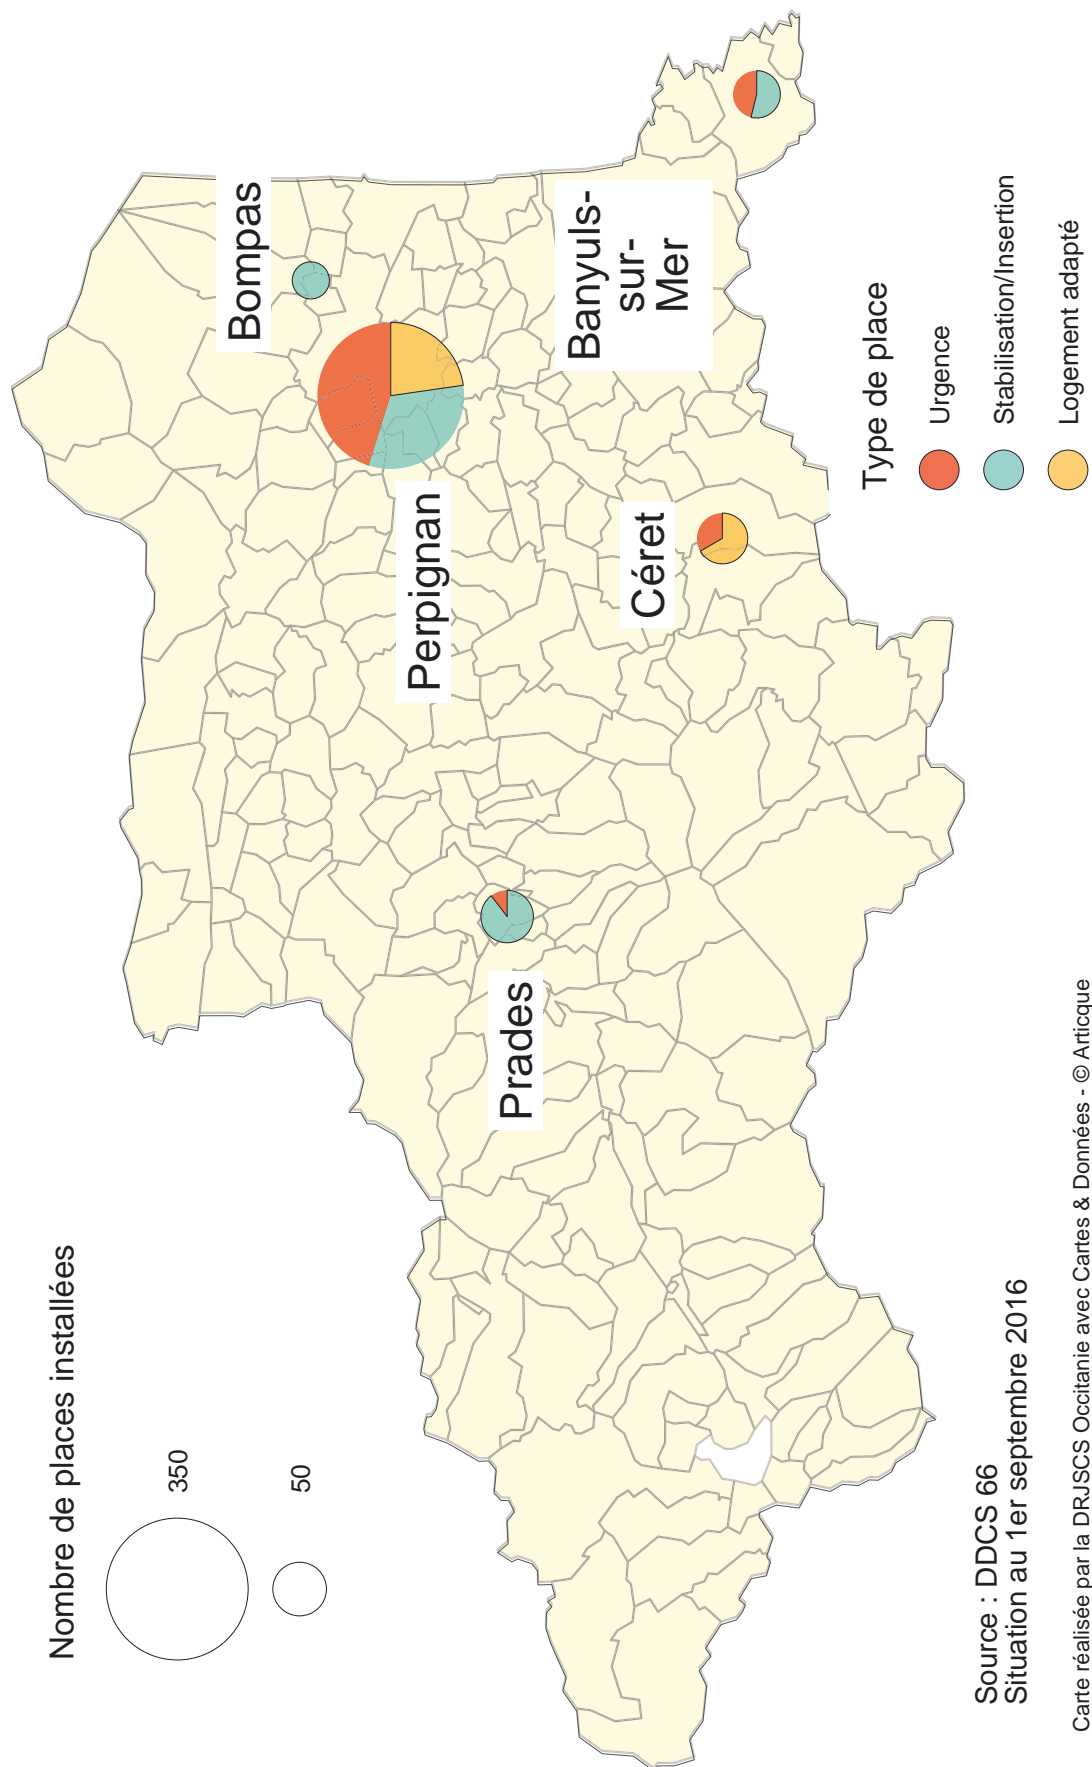 Nombre de places installées
350
50
Bompas
Perpignan
Banyuls-
sur-
Mer
Céret
Prades
Type de place
Urgence
Stabilisation/Insertion
Logement adapté
Source : DDCS 66
Situation au 1er septembre 2016
Carte réalisée par la DRJSCS Occitanie avec Cartes & Données - © Articque